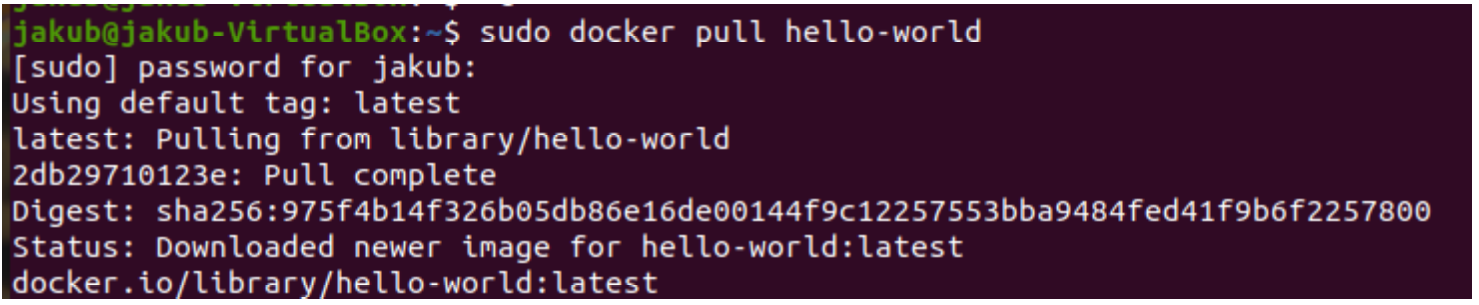 jakub@jakub-VirtualBox:~$ sudo docker pull hello-world
[sudo] password for jakub:
Using default tag: latest
latest: Pulling from library/hello-world
2db29710123e: Pull complete
Digest: sha256:975f4b14f326b05db86e16de00144f9c12257553bba9484fed41f9b6f2257800
Status: Downloaded newer image for hello-world:latest
docker.io/library/hello-world:latest